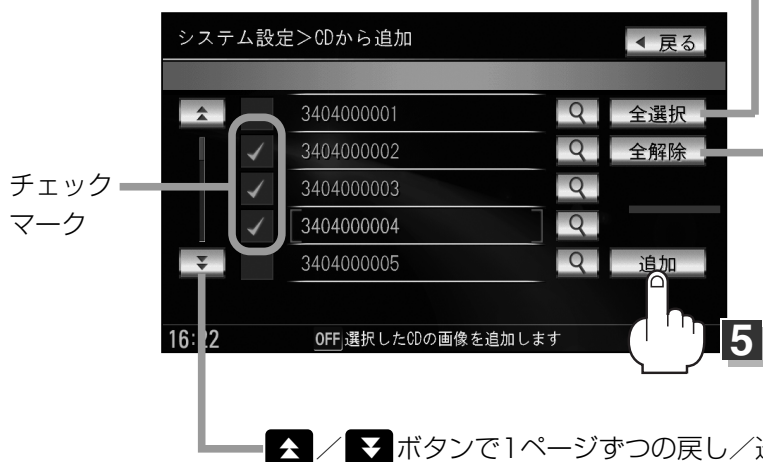 システム設定>CDから追加
戻る
3404000001
全選択
3404000002
全解除
3404000003
チェック
マーク
3404000004
3404000005
追加
16:22
OFF 選択したCDの画像を追加します
5
／ボタンで1ページずつの戻し／